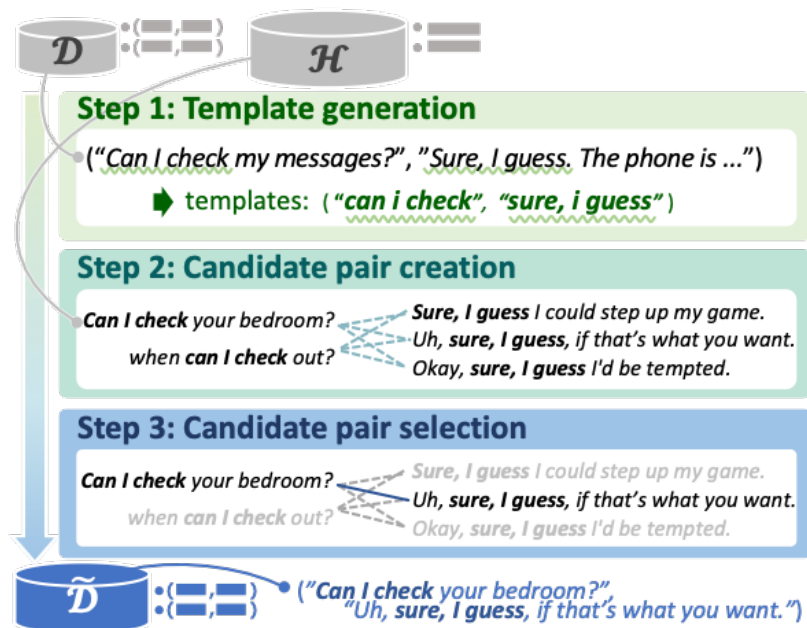 D
H
Step 1: Template generation
(“Can I check my messages?”, ”Sure, I guess. The phone is ...”)
templates: (“can i check”, “sure, i guess”)
Step 2: Candidate pair creation
Can I check your bedroom?
when can I check out?
Sure, I guess I could step up my game.
Uh, sure, I guess, if that’s what you want.
Okay, sure, I guess I'd be tempted.
Step 3: Candidate pair selection
Can I check your bedroom?
when can I check out?
Sure, I guess I could step up my game.
Uh, sure, I guess, if that’s what you want.
Okay, sure, I guess I'd be tempted.
D̃
(”Can I check your bedroom?”,
“Uh, sure, I guess, if that’s what you want.”)